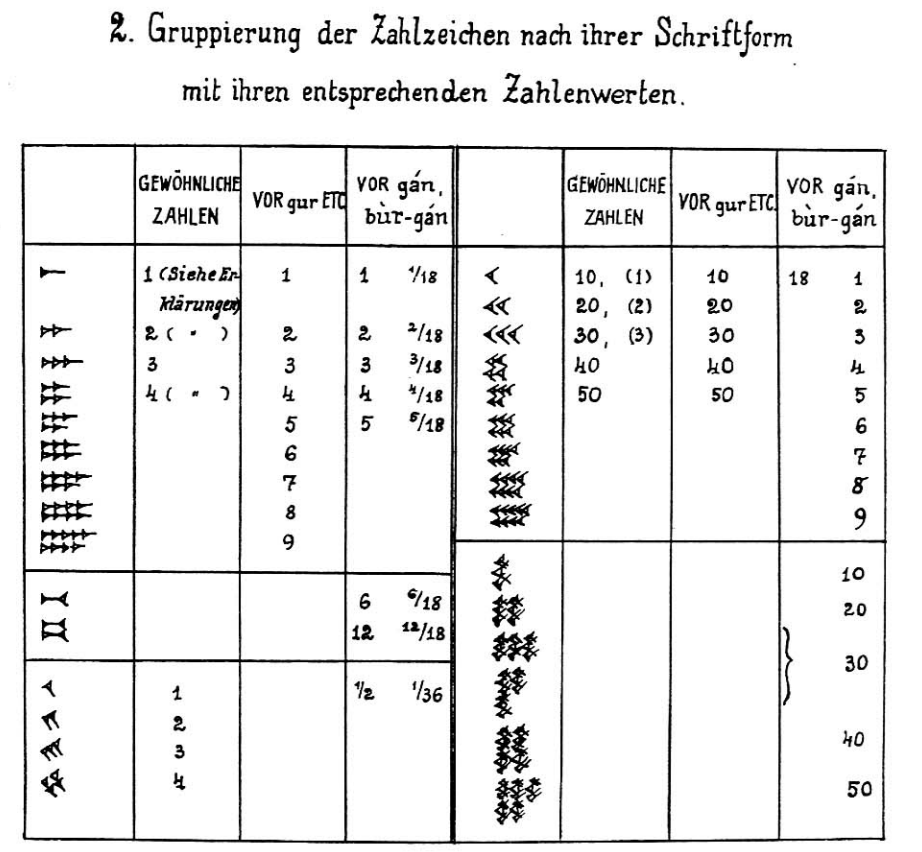 2. Gruppierung der Zahlzeichen nach ihrer Schriftform
mit ihren entsprechenden Zahlenwerten.
GEWÖHNLICHE
ZAHLEN
VOR gur ETC
VOR gán,
bùr-gán
1 (Siehe Er-
klärungen)
1
1 1/18
2 ( " ) 2 2 2/18
3 3 3 3/18
4 ( " ) 4 4 4/18
5 5 5/18
6
7
8
9
6 6/18
12 12/18
1 1/2 1/36
2
3
4
GEWÖHNLICHE
ZAHLEN
VOR gur ETC.
VOR gán,
bùr-gán
10, (1) 10 18 1
20, (2) 20 2
30, (3) 30 3
40 40 4
50 50 5
6
7
8
9
10
20
30
40
50